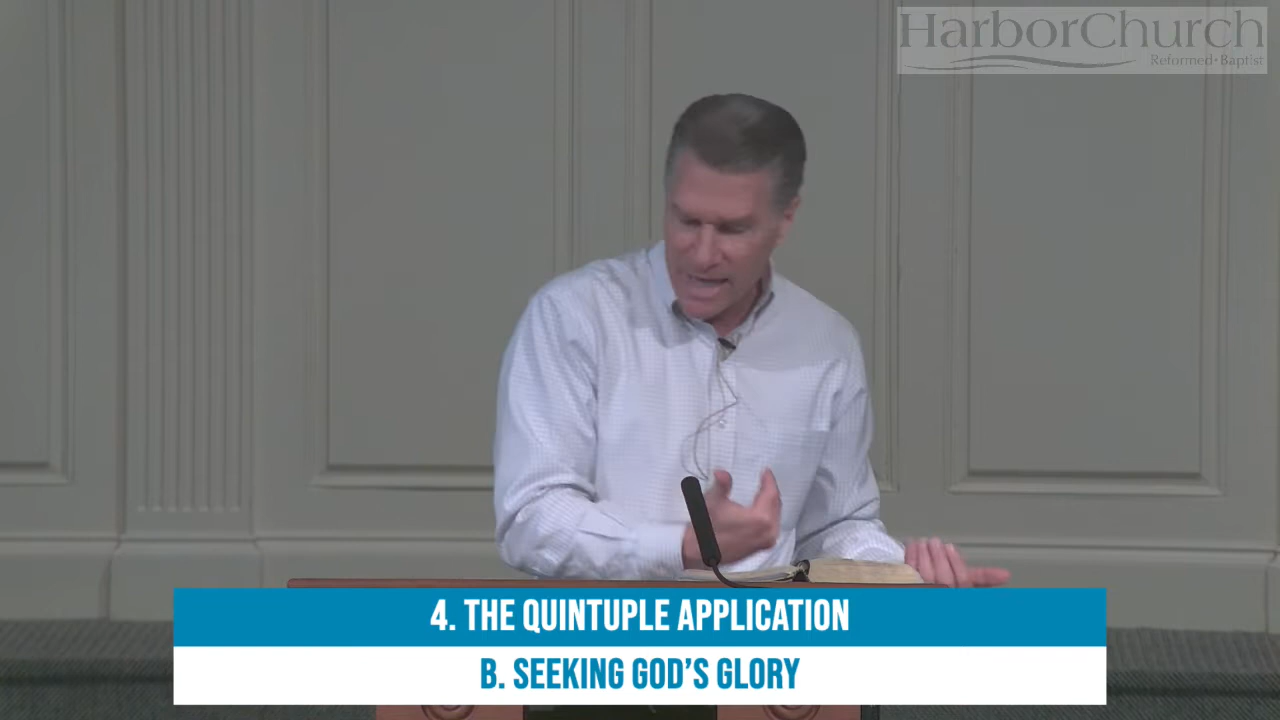 HarborChurch
Reformed•Baptist
4. THE QUINTUPLE APPLICATION
B. SEEKING GOD'S GLORY